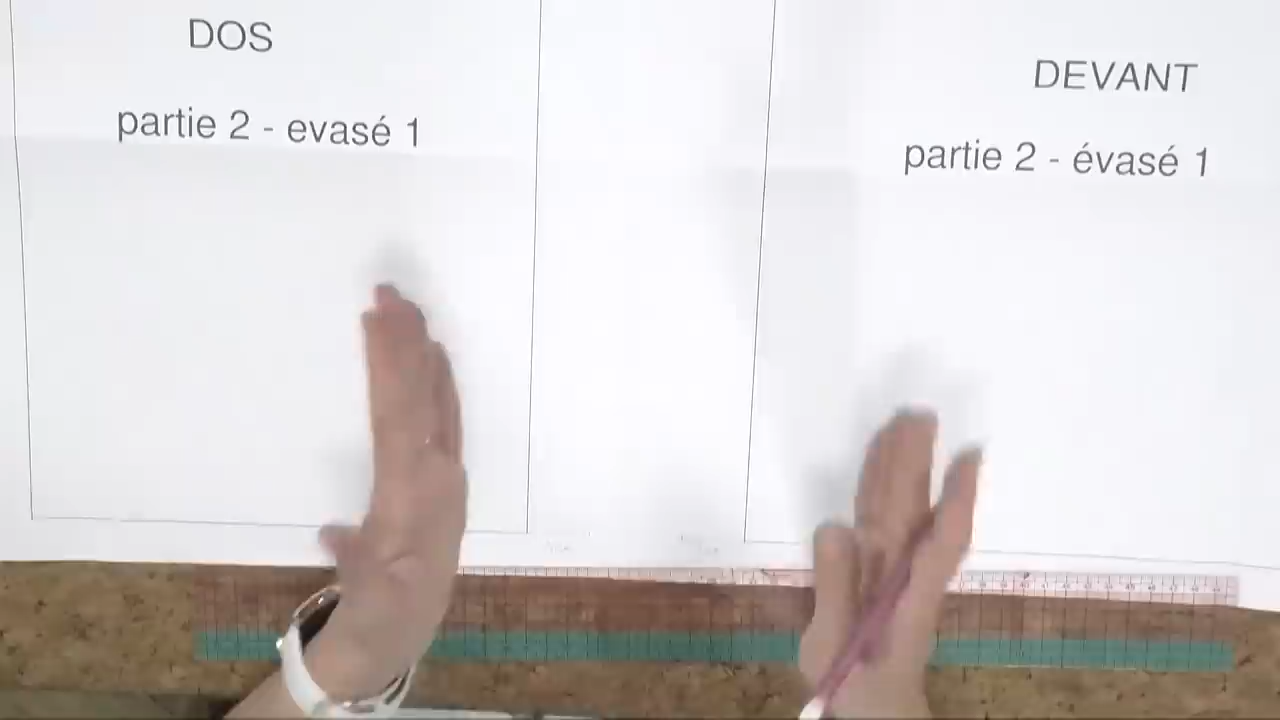 DOS
partie 2 - evasé 1
DEVANT
partie 2 - évasé 1